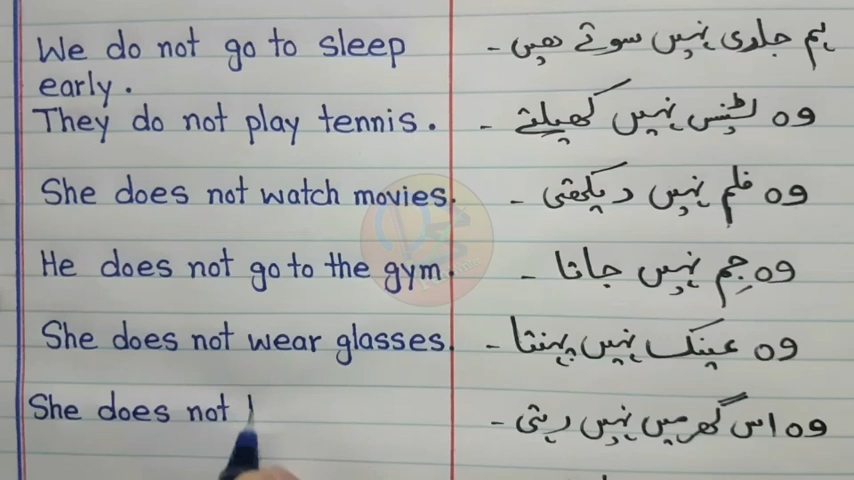 We do not go to sleep
early.
ہم جلدی نہیں سوتے ہیں ۔
They do not play tennis.
وہ ٹینس نہیں کھیلتے ۔
She does not watch movies.
وہ فلم نہیں دیکھتی ۔
He does not go to the gym.
وہ جِم نہیں جاتا ۔
She does not wear glasses.
وہ عینک نہیں پہنتا ۔
She does not
وہ اس گھر میں نہیں رہتی ۔